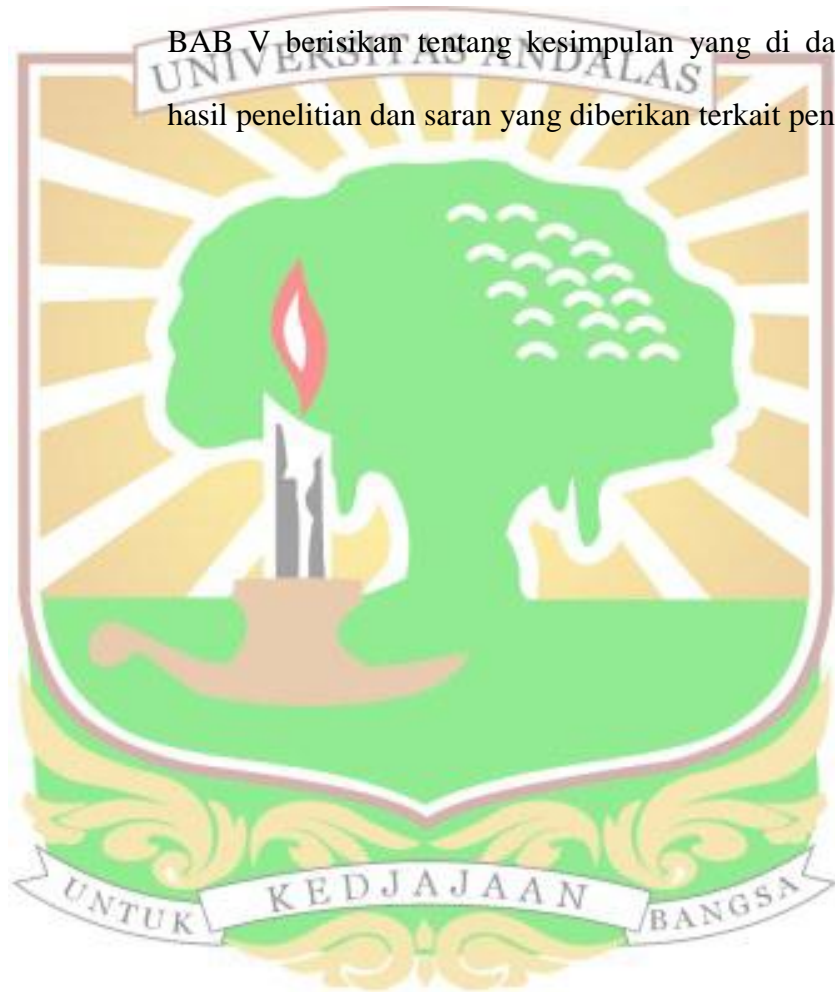 BAB V berisikan tentang kesimpulan yang di da
UNIVERSITAS ANDALAS
hasil penelitian dan saran yang diberikan terkait pen
UNTUK KEDJAJAAN BANGSA